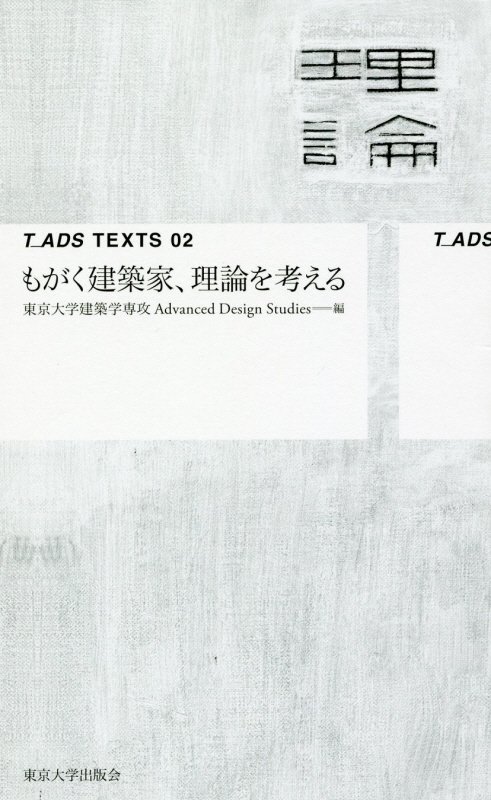 理論
T_ADS TEXTS 02
T_ADS
もがく建築家、理論を考える
東京大学建築学専攻 Advanced Design Studies──編
東京大学出版会